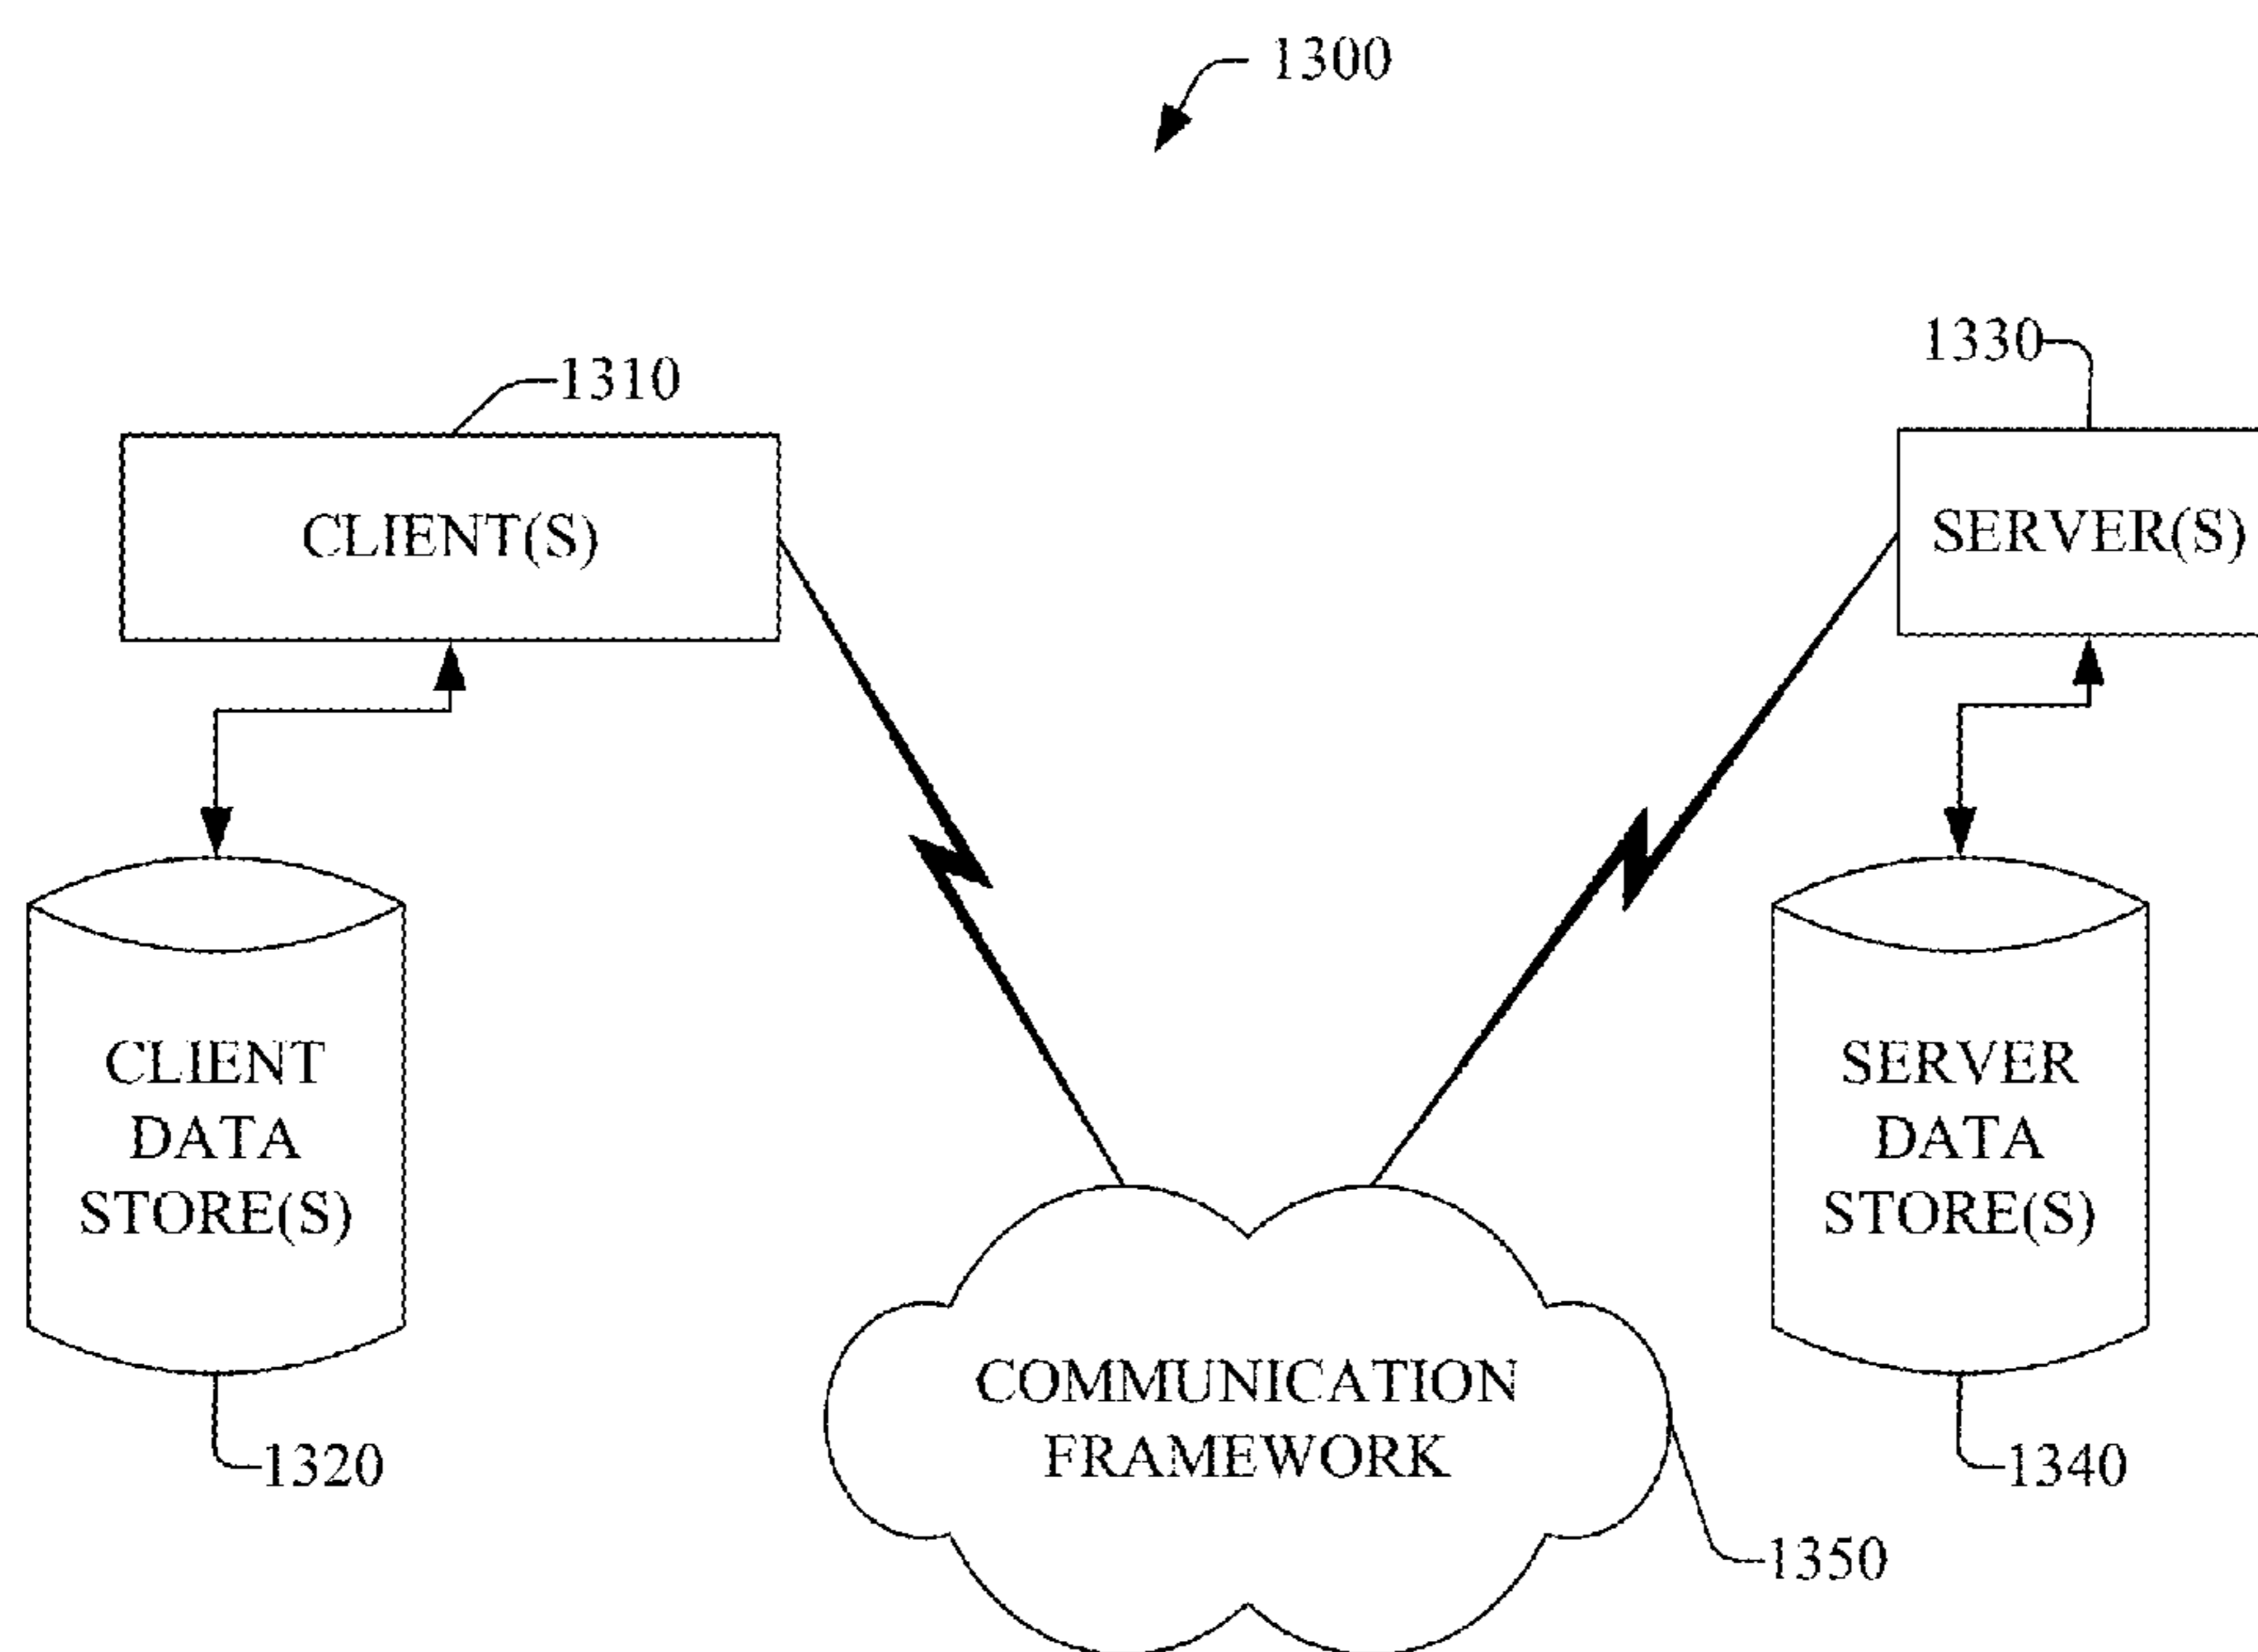 1300
1310
1330
CLIENT(S)
SERVER(S)
CLIENT
DATA
STORE(S)
SERVER
DATA
STORE(S)
COMMUNICATION
FRAMEWORK
1320
1340
1350